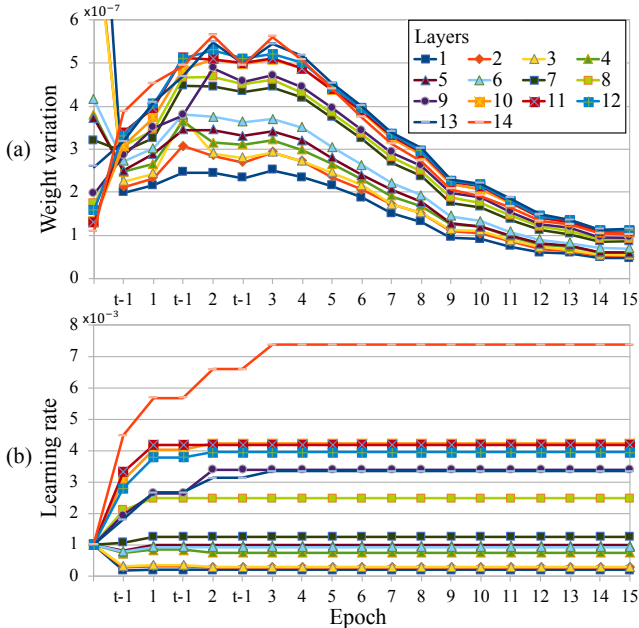 ×10⁻⁷
(a)
Weight variation
7
6
5
4
3
2
1
0
Layers
1 2 3 4
5 6 7 8
9 10 11 12
13 14
t-1 1 t-1 2 t-1 3 4 5 6 7 8 9 10 11 12 13 14 15
×10⁻³
(b)
Learning rate
8
7
6
5
4
3
2
1
0
t-1 1 t-1 2 t-1 3 4 5 6 7 8 9 10 11 12 13 14 15
Epoch